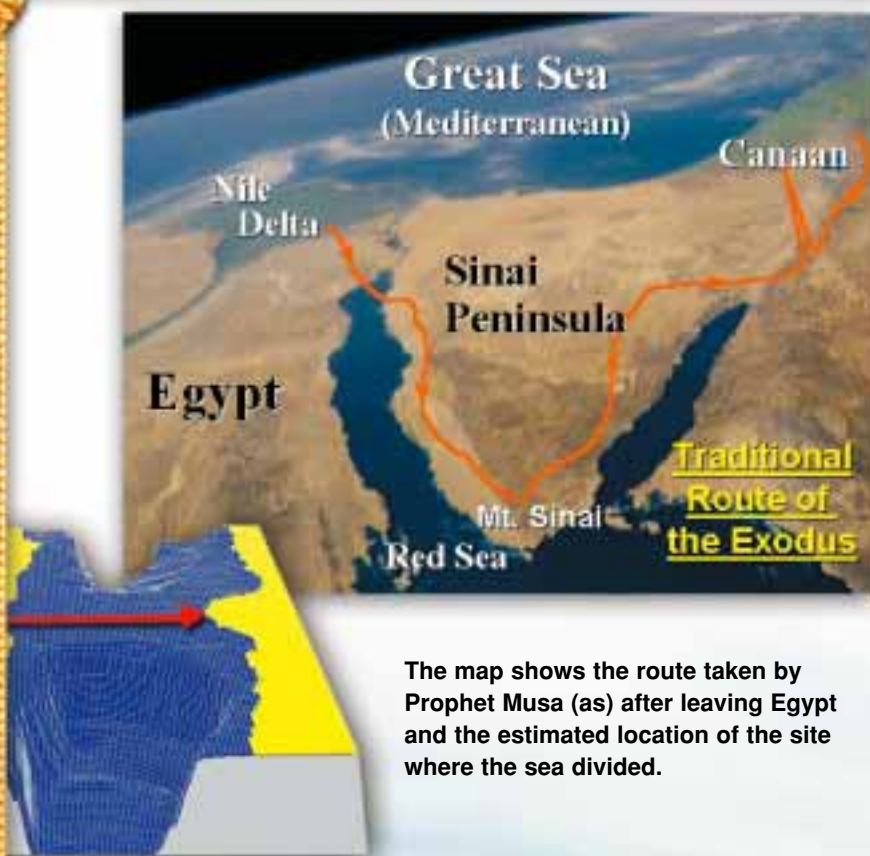 Great Sea
(Mediterranean)
Canaan
Nile
Delta
Sinai
Peninsula
Egypt
Traditional
Route of
the Exodus
Mt. Sinai
Red Sea
The map shows the route taken by
Prophet Musa (as) after leaving Egypt
and the estimated location of the site
where the sea divided.